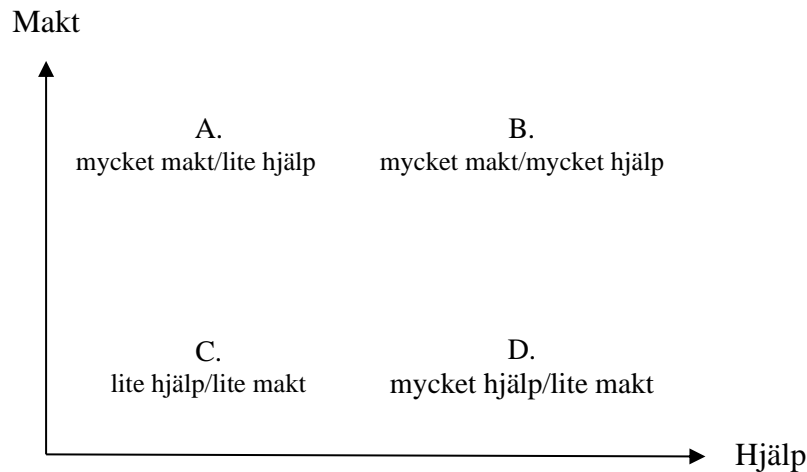 Makt
A.
mycket makt/lite hjälp
B.
mycket makt/mycket hjälp
C.
lite hjälp/lite makt
D.
mycket hjälp/lite makt
Hjälp